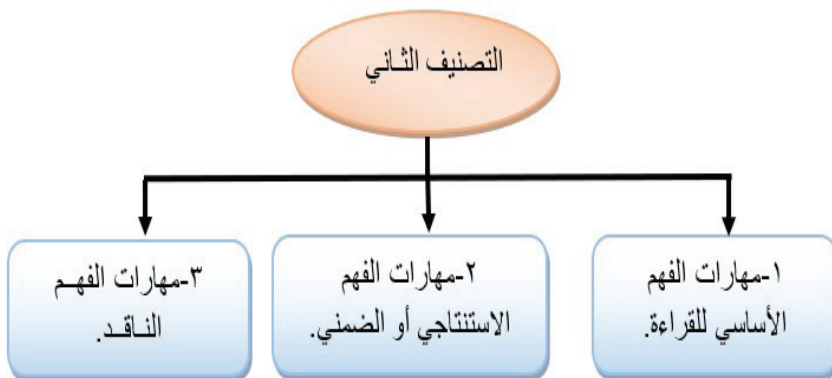 التصنيف الثاني
١-مهارات الفهم
الأساسي للقراءة.
٢-مهارات الفهم
الاستنتاجي أو الضمني.
٣-مهارات الفهم
الناقد.